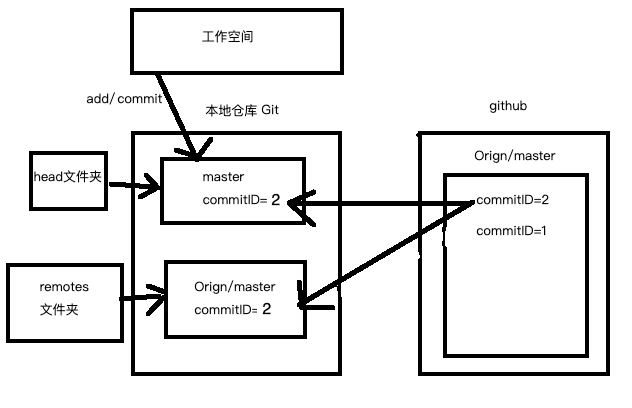 工作空间
add/commit
本地仓库 Git
github
head文件夹
master
commitID= 2
Orign/master
commitID=2
commitID=1
remotes
文件夹
Orign/master
commitID= 2